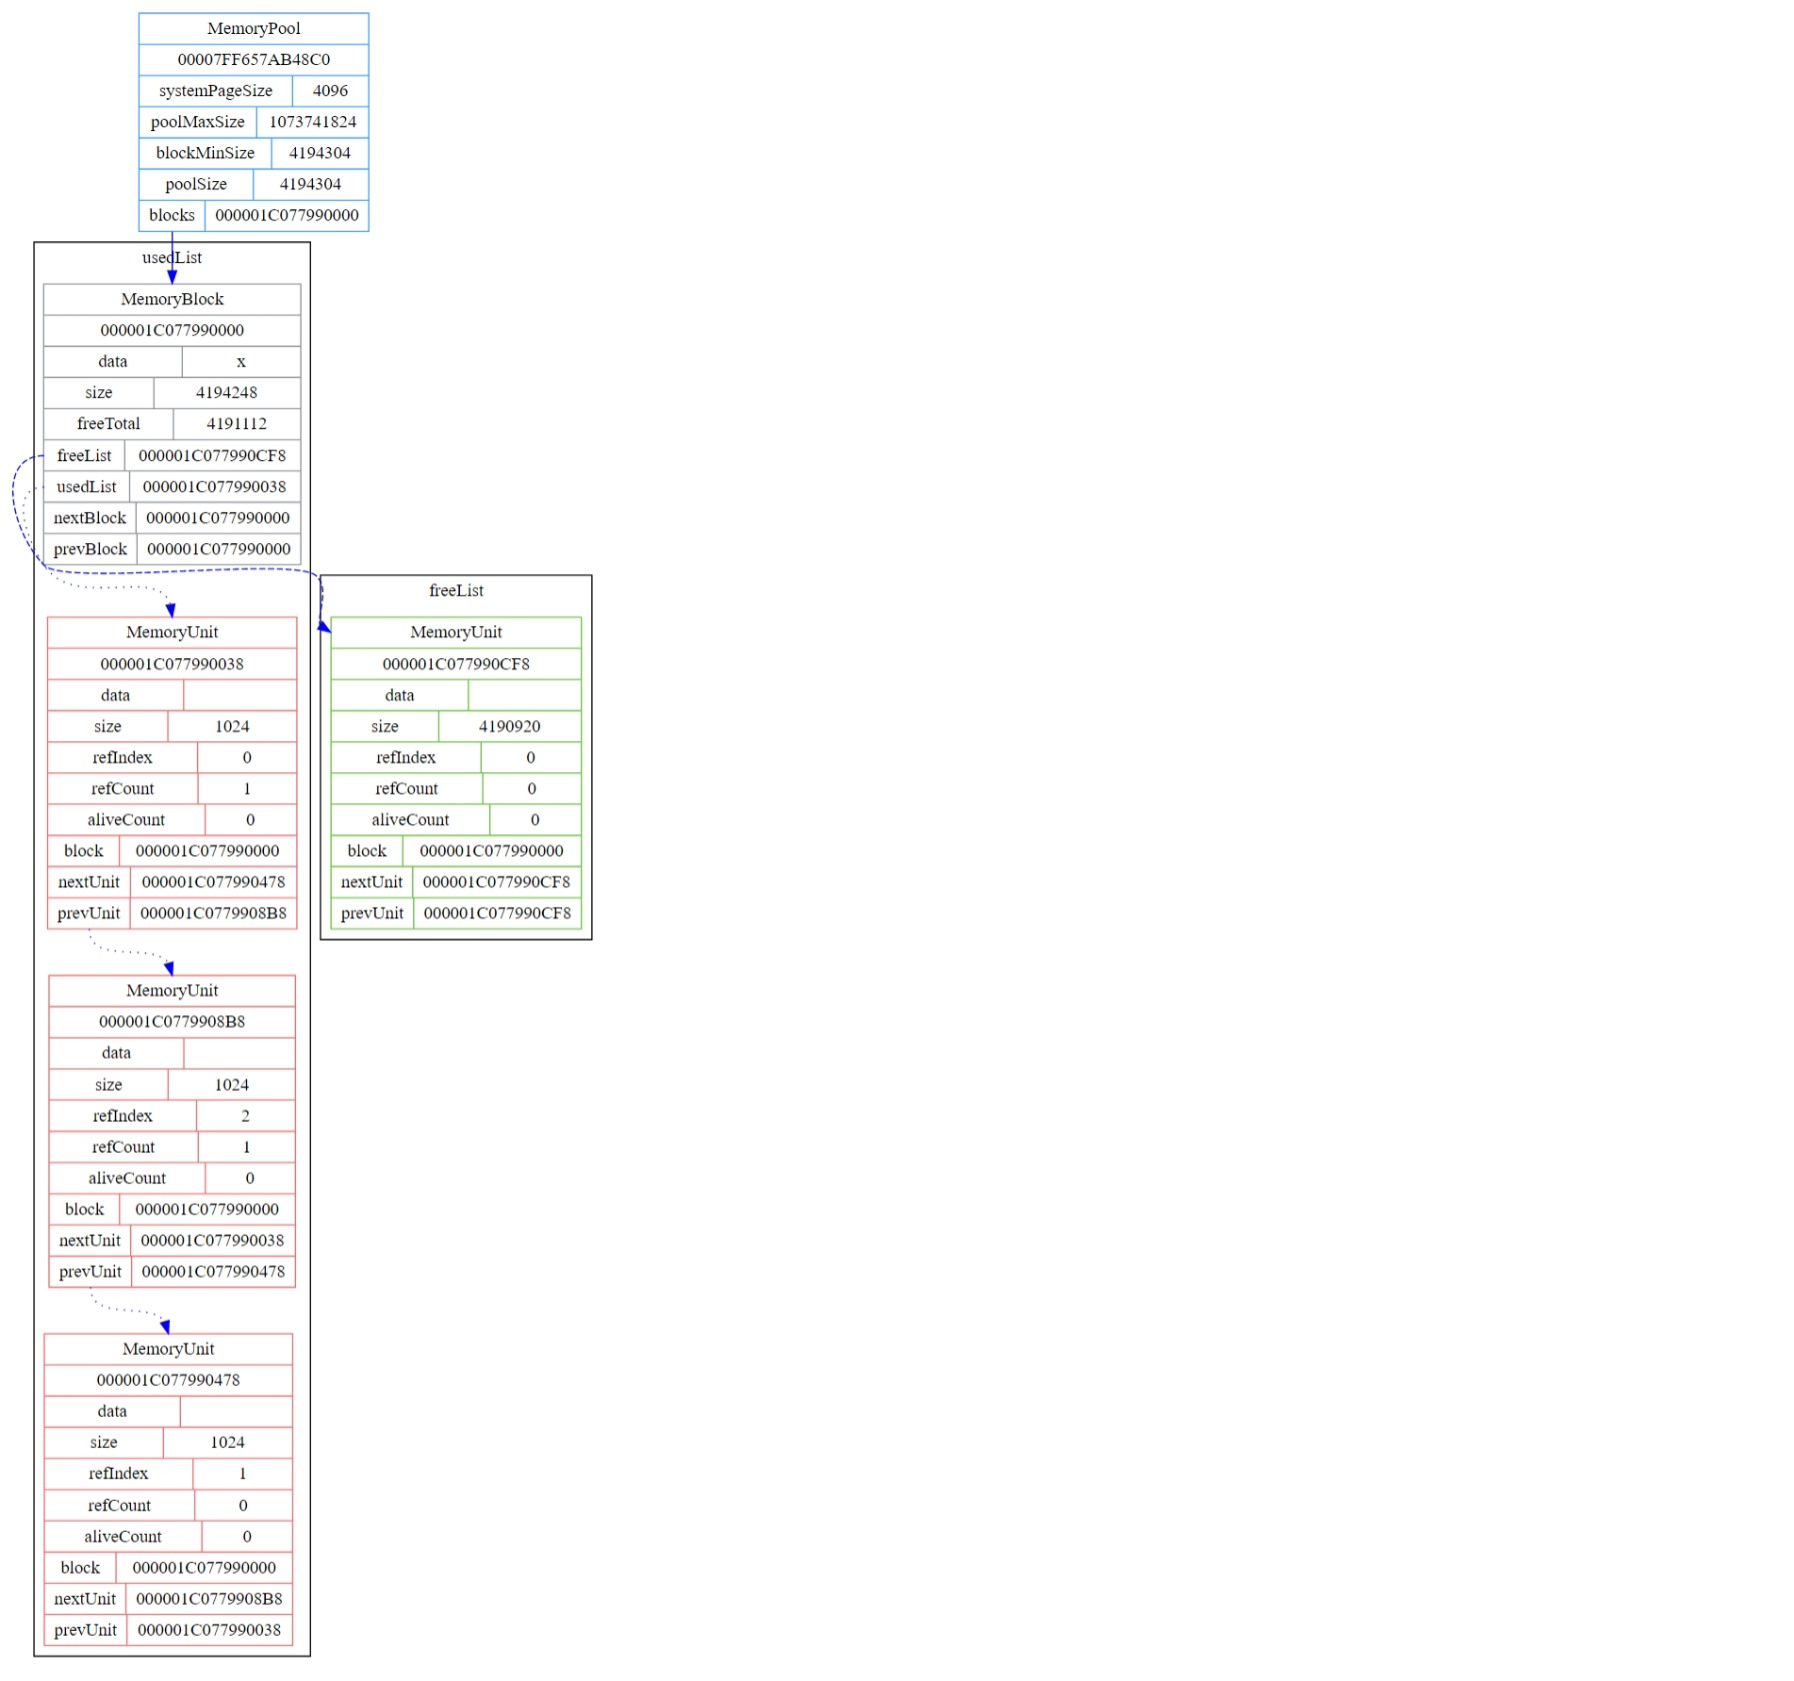 MemoryPool
00007FF657AB48C0
systemPageSize 4096
poolMaxSize 1073741824
blockMinSize 4194304
poolSize 4194304
blocks 000001C077990000
usedList
MemoryBlock
000001C077990000
data x
size 4194248
freeTotal 4191112
freeList 000001C077990CF8
usedList 000001C077990038
nextBlock 000001C077990000
prevBlock 000001C077990000
MemoryUnit
000001C077990038
data
size 1024
refIndex 0
refCount 1
aliveCount 0
block 000001C077990000
nextUnit 000001C077990478
prevUnit 000001C0779908B8
freeList
MemoryUnit
000001C077990CF8
data
size 4190920
refIndex 0
refCount 0
aliveCount 0
block 000001C077990000
nextUnit 000001C077990CF8
prevUnit 000001C077990CF8
MemoryUnit
000001C0779908B8
data
size 1024
refIndex 2
refCount 1
aliveCount 0
block 000001C077990000
nextUnit 000001C077990038
prevUnit 000001C077990478
MemoryUnit
000001C077990478
data
size 1024
refIndex 1
refCount 0
aliveCount 0
block 000001C077990000
nextUnit 000001C0779908B8
prevUnit 000001C077990038